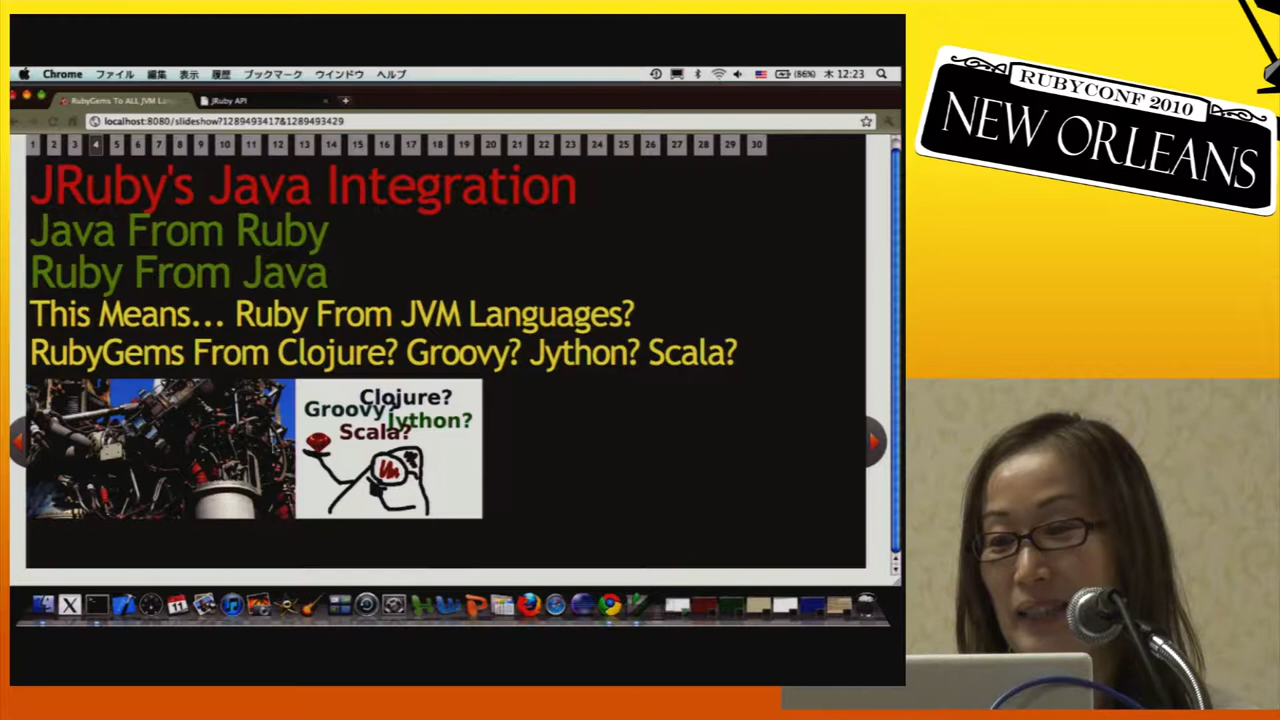 Chrome ファイル 編集 表示 履歴 ブックマーク ウインドウ ヘルプ (86%) 木 12:23
RubyGems To ALL JVM Lan
JRuby API
localhost:8080/slideshow?1289493417&1289493429
1 2 3 4 5 6 7 8 9 10 11 12 13 14 15 16 17 18 19 20 21 22 23 24 25 26 27 28 29 30
JRuby's Java Integration
Java From Ruby
Ruby From Java
This Means... Ruby From JVM Languages?
RubyGems From Clojure? Groovy? Jython? Scala?
Clojure?
Groovy?
Jython?
Scala?
11
RUBYCONF 2010
NEW ORLEANS